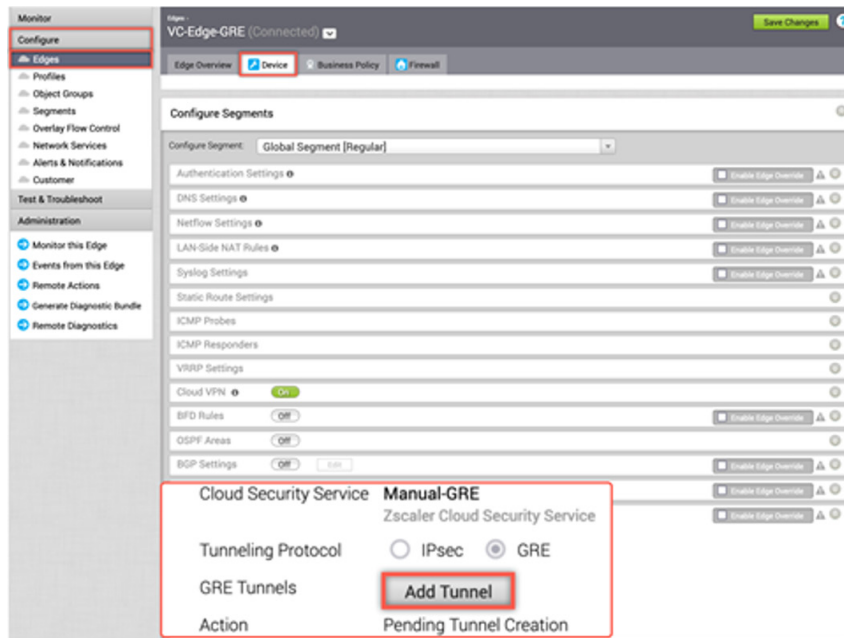 Monitor
Configure
Edges
Profiles
Object Groups
Segments
Overlay Flow Control
Network Services
Alerts & Notifications
Customer
Test & Troubleshoot
Administration
Monitor this Edge
Events from this Edge
Remote Actions
Generate Diagnostic Bundle
Remote Diagnostics
Edges -
VC-Edge-GRE (Connected)
Save Changes
?
Edge Overview Device Business Policy Firewall
Configure Segments
Configure Segment: Global Segment [Regular]
Authentication Settings Enable Edge Override
DNS Settings Enable Edge Override
Netflow Settings Enable Edge Override
LAN-Side NAT Rules Enable Edge Override
Syslog Settings Enable Edge Override
Static Route Settings
ICMP Probes
ICMP Responders
VRRP Settings
Cloud VPN On
BFD Rules Off Enable Edge Override
OSPF Areas Off
BGP Settings Off Edit Enable Edge Override
Cloud Security Service Manual-GRE Enable Edge Override
Zscaler Cloud Security Service Enable Edge Override
Tunneling Protocol IPsec GRE
GRE Tunnels Add Tunnel
Action Pending Tunnel Creation